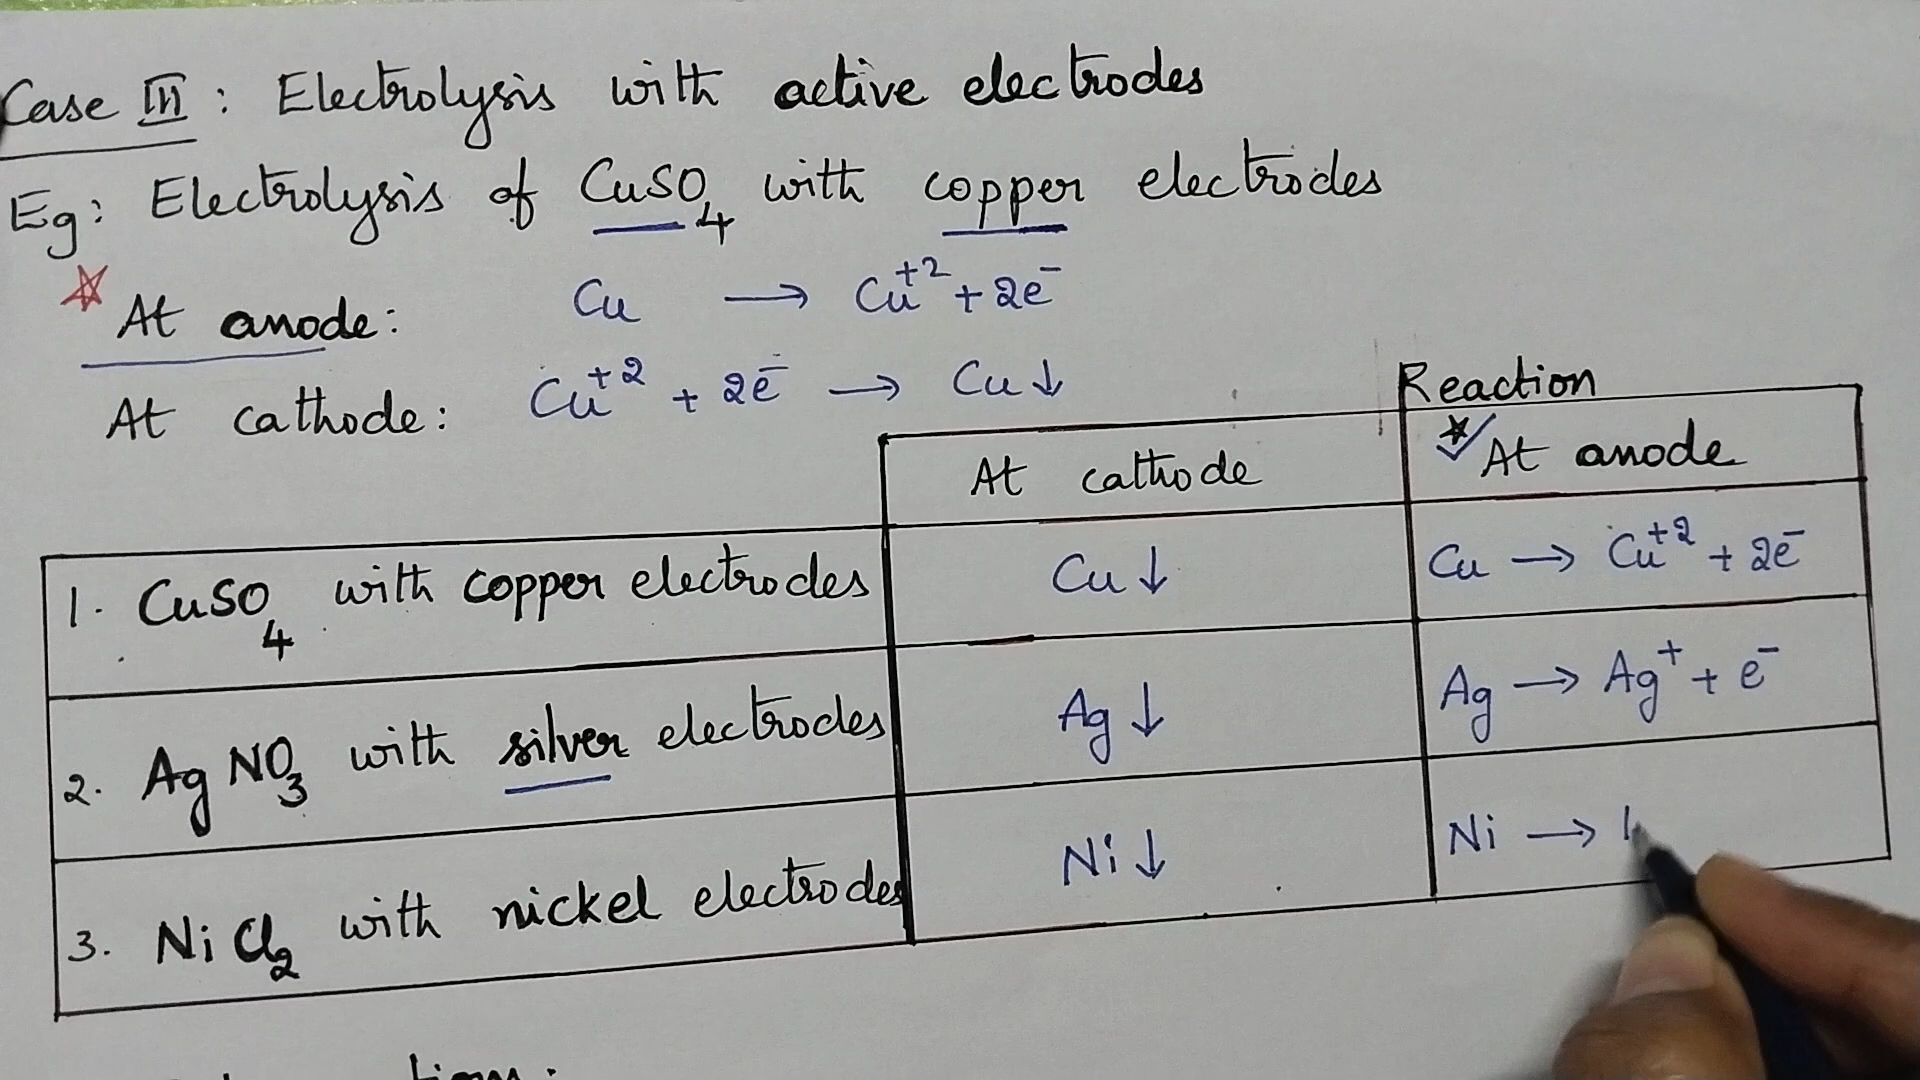 Case III: Electrolysis with active electrodes
Eg: Electrolysis of CuSO₄ with copper electrodes
At anode: Cu → Cu⁺² + 2e⁻
At cathode: Cu⁺² + 2e⁻ → Cu↓
Reaction
At cathode At anode
1. CuSO₄ with copper electrodes Cu↓ Cu → Cu⁺² + 2e⁻
2. AgNO₃ with silver electrodes Ag↓ Ag → Ag⁺ + e⁻
3. NiCl₂ with nickel electrodes Ni↓ Ni →